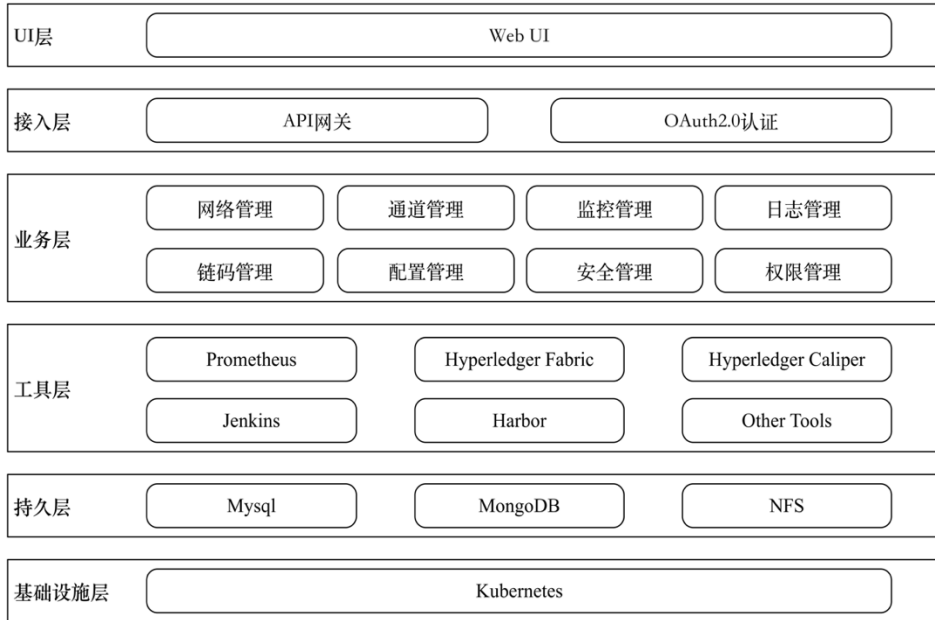 UI层
Web UI
接入层
API网关
OAuth2.0认证
业务层
网络管理
通道管理
监控管理
日志管理
链码管理
配置管理
安全管理
权限管理
工具层
Prometheus
Hyperledger Fabric
Hyperledger Caliper
Jenkins
Harbor
Other Tools
持久层
Mysql
MongoDB
NFS
基础设施层
Kubernetes